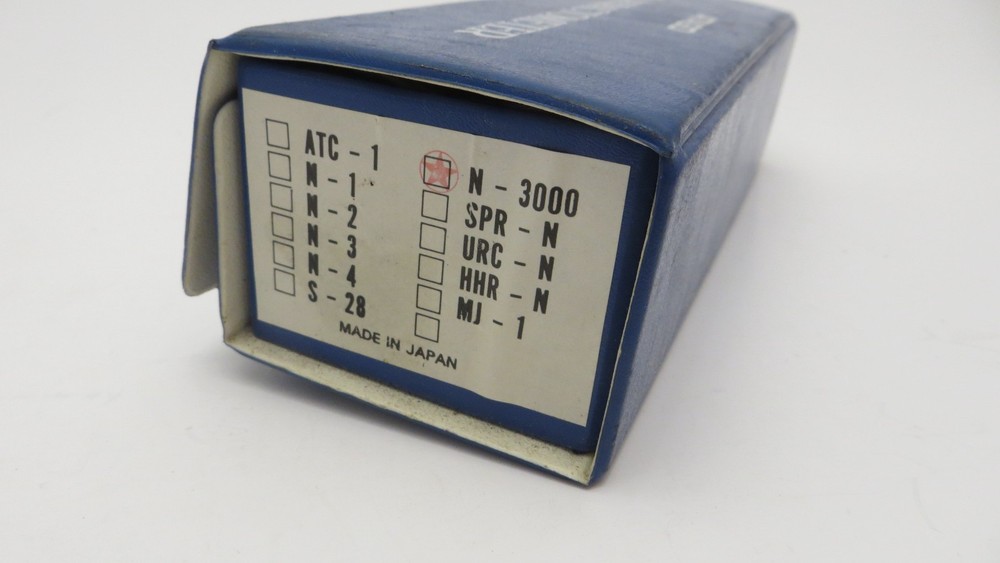 ATC - 1
N - 1
N - 2
N - 3
N - 4
S - 28
N - 3000
SPR - N
URC - N
HHR - N
MJ - 1
MADE IN JAPAN